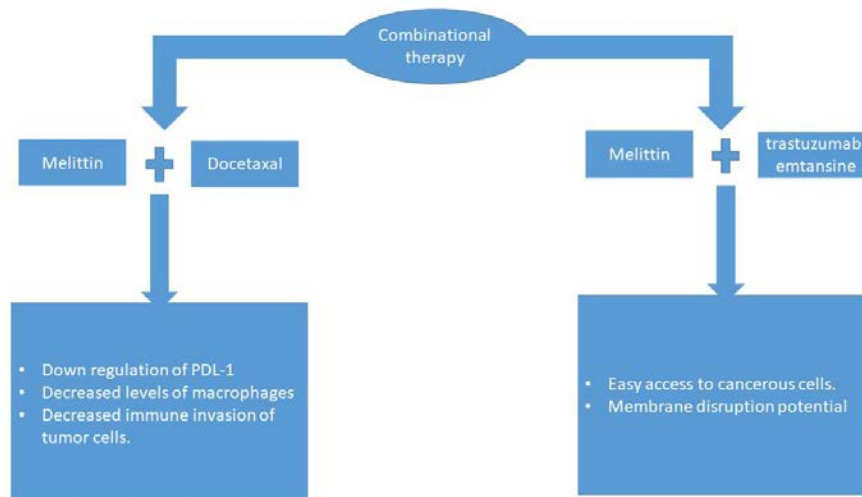 Combinational
therapy
Melittin
Docetaxal
Melittin
trastuzumab
emtansine
• Down regulation of PDL-1
• Decreased levels of macrophages
• Decreased immune invasion of
tumor cells.
• Easy access to cancerous cells.
• Membrane disruption potential